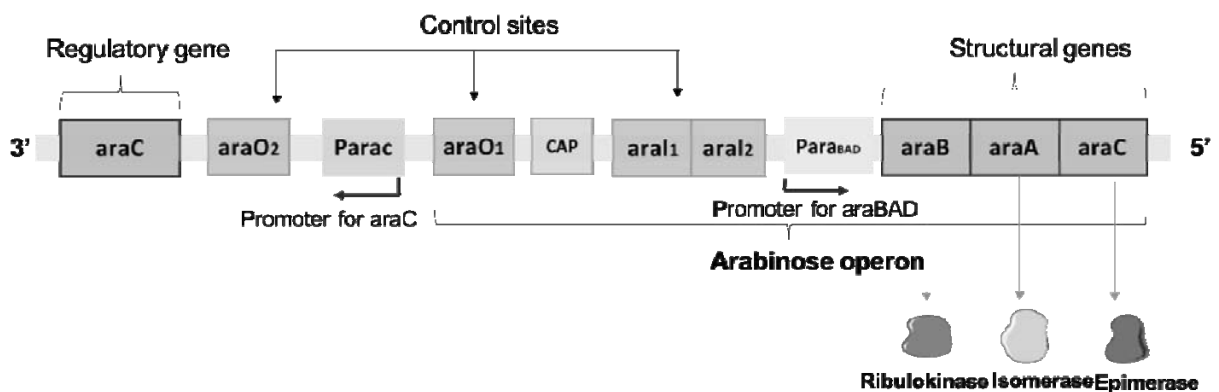 Control sites
Regulatory gene
Structural genes
3’ araC araO2 Parac araO1 CAP araI1 araI2 ParaBAD araB araA araC 5’
Promoter for araC
Promoter for araBAD
Arabinose operon
Ribulokinase Isomerase Epimerase